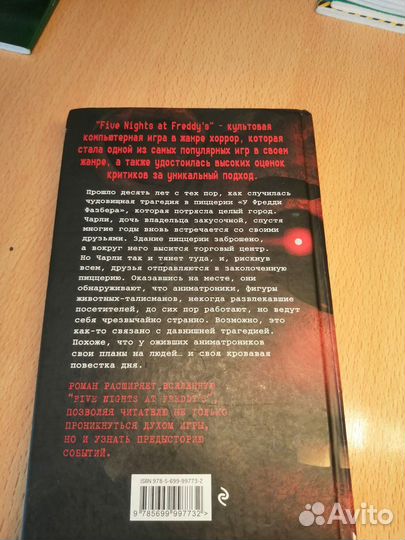 "Five Nights at Freddy's" - культовая
компьютерная игра в жанре хоррор, которая
стала одной из самых популярных игр в своем
жанре, а также удостоилась высоких оценок
критиков за уникальный подход.
Прошло десять лет с тех пор, как случилась
чудовищная трагедия в пиццерии «У Фредди
Фазбера», которая потрясла целый город.
Чарли, дочь владельца закусочной, спустя
многие годы вновь встречается со своими
друзьями. Здание пиццерии заброшено,
а вокруг него высится торговый центр.
Но Чарли так и тянет туда, и, рискнув
всем, друзья отправляются в заколоченную
пиццерию. Оказавшись на месте, они
обнаруживают, что аниматроники, фигуры
животных-талисманов, некогда развлекавшие
посетителей, до сих пор работают, но ведут
себя чрезвычайно странно. Возможно, это
как-то связано с давнишней трагедией.
Похоже, что у оживших аниматроников
свои планы на людей… и своя кровавая
повестка дня.
РОМАН РАСШИРЯЕТ ВСЕЛЕННУЮ
"FIVE NIGHTS AT FREDDY'S",
ПОЗВОЛЯЯ ЧИТАТЕЛЮ НЕ ТОЛЬКО
ПРОНИКНУТЬСЯ ДУХОМ ИГРЫ,
НО И УЗНАТЬ ПРЕДЫСТОРИЮ
СОБЫТИЙ.
ISBN 978-5-699-99773-2
9 785699 997732 >
Avito